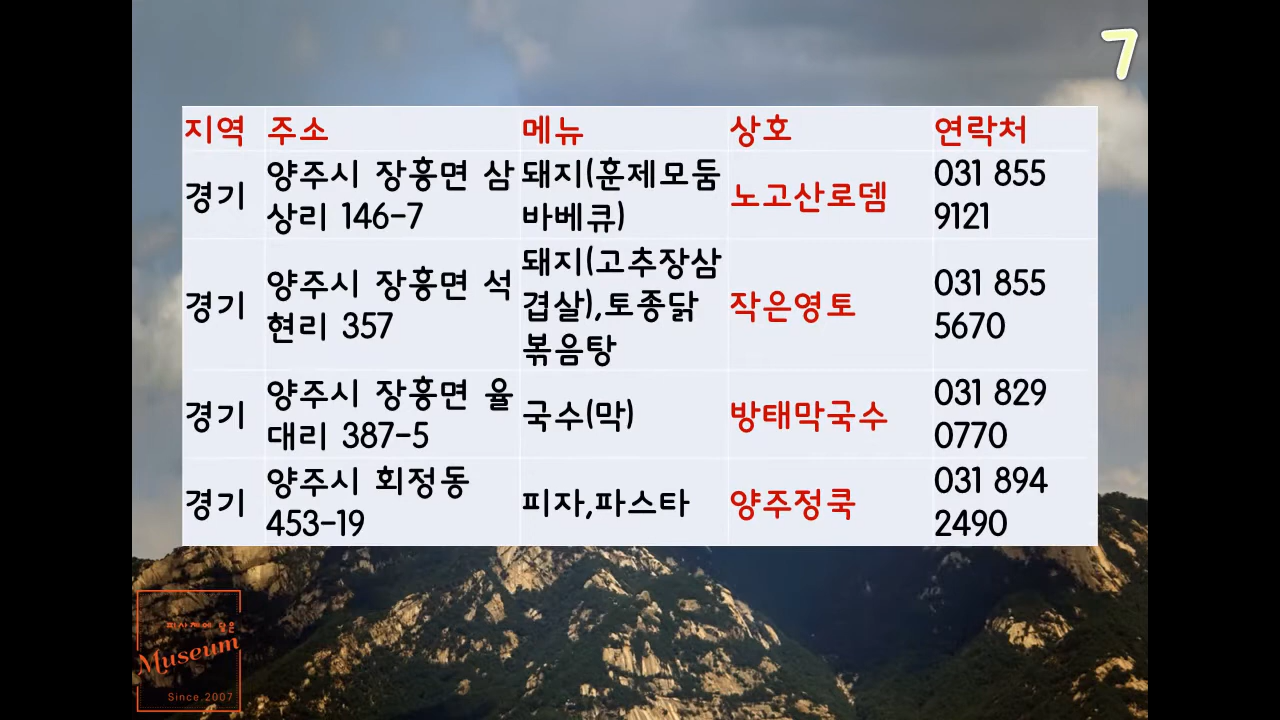 7
지역 주소 메뉴 상호 연락처
경기 양주시 장흥면 삼상리 146-7 돼지(훈제모둠바베큐) 노고산로뎀 031 855 9121
경기 양주시 장흥면 석현리 357 돼지(고추장삼겹살),토종닭볶음탕 작은영토 031 855 5670
경기 양주시 장흥면 율대리 387-5 국수(막) 방태막국수 031 829 0770
경기 양주시 회정동 453-19 피자,파스타 양주정쿡 031 894 2490
Museum
Since.2007